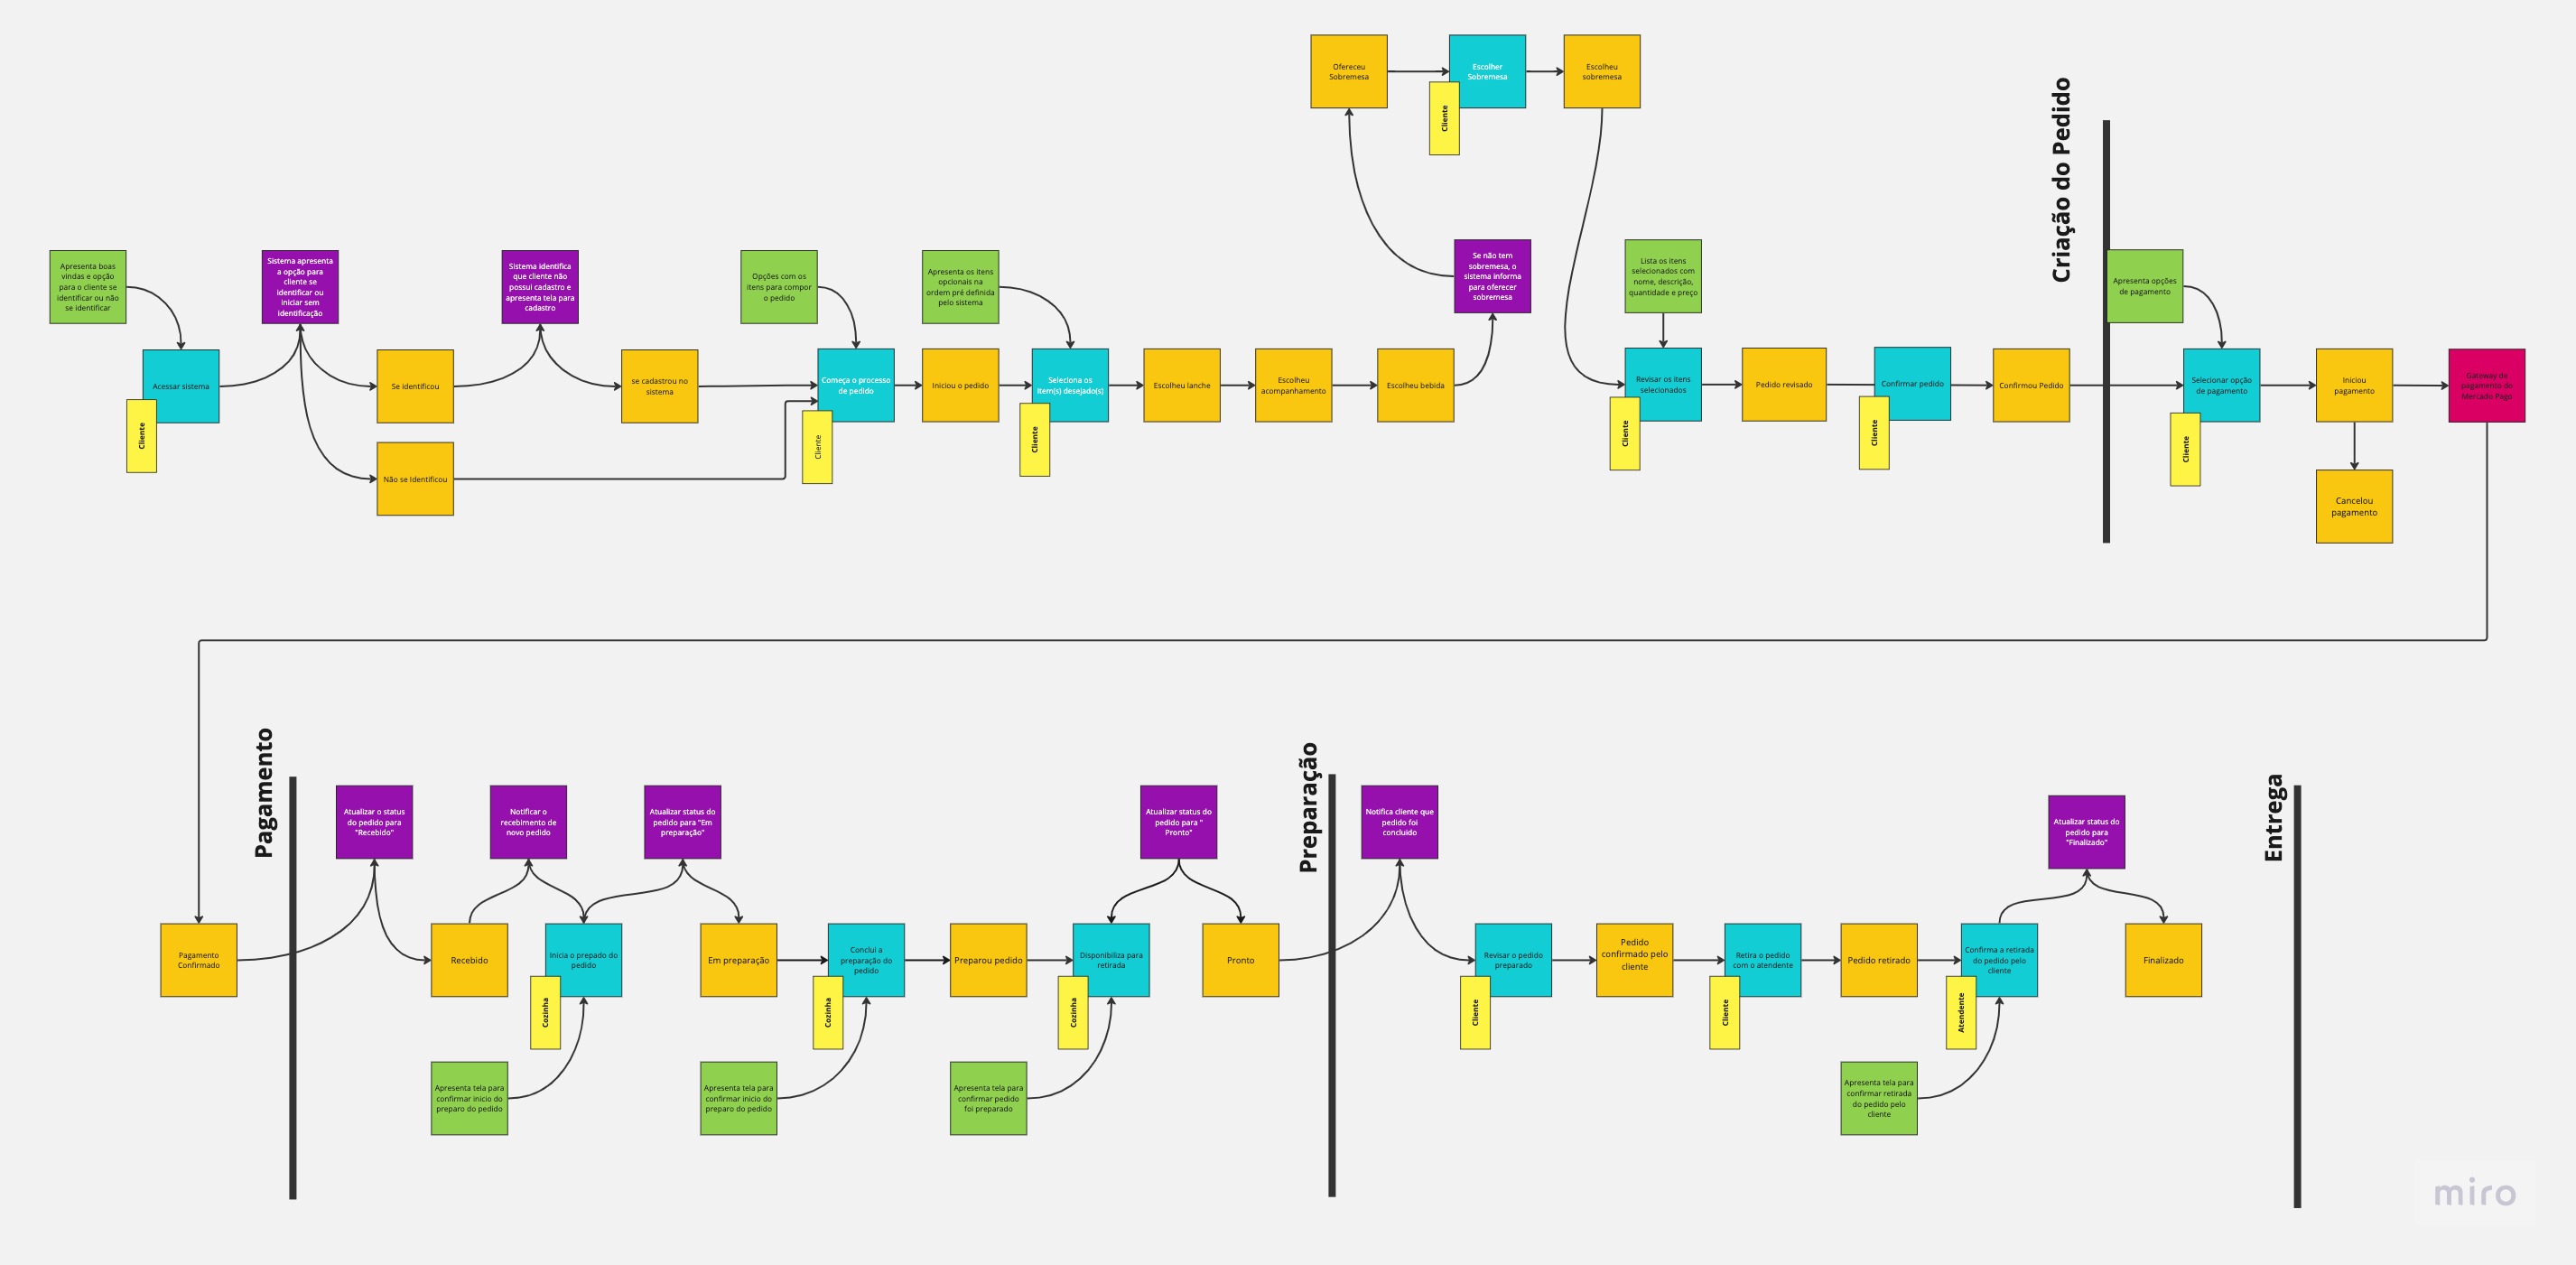 Ofereceu
Sobremesa
Escolher
Sobremesa
Cliente
Escolheu
sobremesa
Criação do Pedido
Apresenta boas
vindas e opção
para o cliente se
identificar ou não
se identificar
Sistema apresenta
a opção para
cliente se
identificar ou
iniciar sem
identificação
Sistema identifica
que cliente não
possui cadastro e
apresenta tela para
cadastro
Opções com os
itens para compor
o pedido
Apresenta os itens
opcionais na
ordem pré definida
pelo sistema
Se não tem
sobremesa, o
sistema informa
para oferecer
sobremesa
Lista os itens
selecionados com
nome, descrição,
quantidade e preço
Apresenta opções
de pagamento
Acessar sistema
Cliente
Se identificou
se cadastrou no
sistema
Começa o processo
de pedido
Cliente
Iniciou o pedido
Seleciona os
item(s) desejado(s)
Cliente
Escolheu lanche
Escolheu
acompanhamento
Escolheu bebida
Revisar os itens
selecionados
Cliente
Pedido revisado
Confirmar pedido
Cliente
Confirmou Pedido
Selecionar opção
de pagamento
Cliente
Iniciou
pagamento
Gateway de
pagamento do
Mercado Pago
Não se Identificou
Cancelou
pagamento
Pagamento
Atualizar o status
do pedido para
"Recebido"
Notificar o
recebimento de
novo pedido
Atualizar status do
pedido para "Em
preparação"
Atualizar status do
pedido para "
Pronto"
Preparação
Notifica cliente que
pedido foi
concluido
Atualizar status do
pedido para
"Finalizado"
Entrega
Pagamento
Confirmado
Recebido
Inicia o prepado do
pedido
Cozinha
Em preparação
Conclui a
preparação do
pedido
Cozinha
Preparou pedido
Disponibiliza para
retirada
Cozinha
Pronto
Revisar o pedido
preparado
Cliente
Pedido
confirmado pelo
cliente
Retira o pedido
com o atendente
Cliente
Pedido retirado
Confirma a retirada
do pedido pelo
cliente
Atendente
Finalizado
Apresenta tela para
confirmar inicio do
preparo do pedido
Apresenta tela para
confirmar inicio do
preparo do pedido
Apresenta tela para
confirmar pedido
foi preparado
Apresenta tela para
confirmar retirada
do pedido pelo
cliente
miro